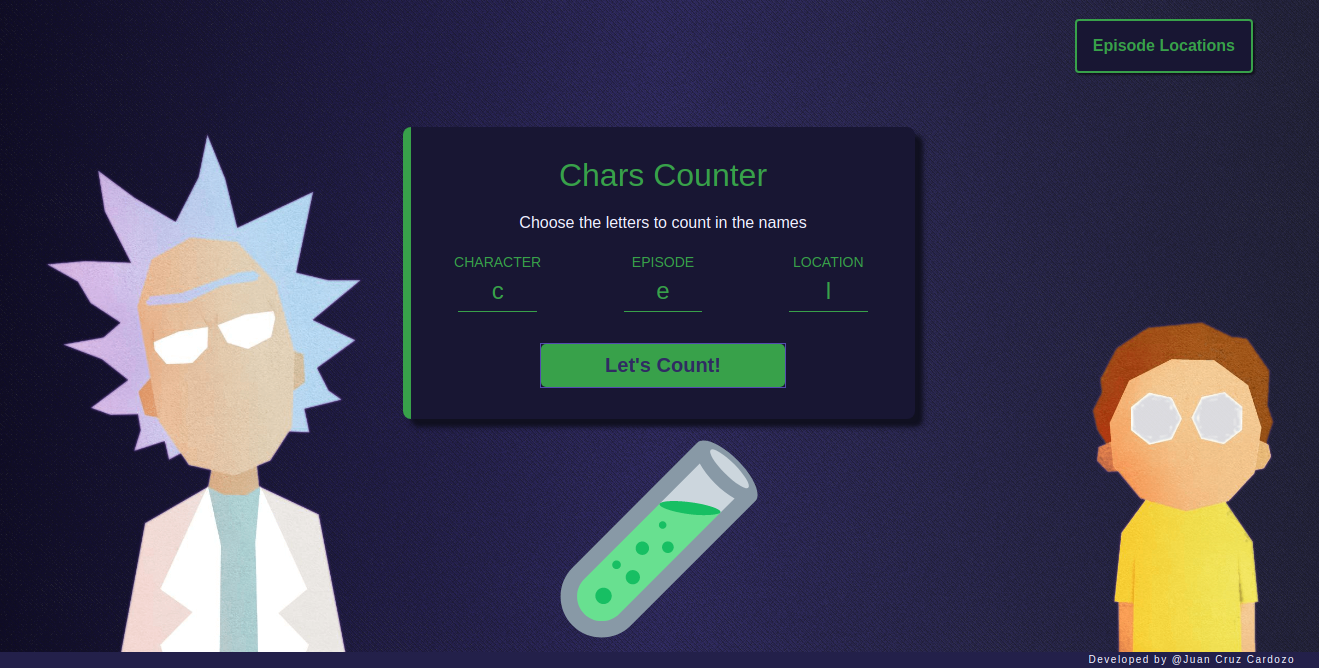 Episode Locations
Chars Counter
Choose the letters to count in the names
CHARACTER EPISODE LOCATION
c e l
Let's Count!
Developed by @Juan Cruz Cardozo